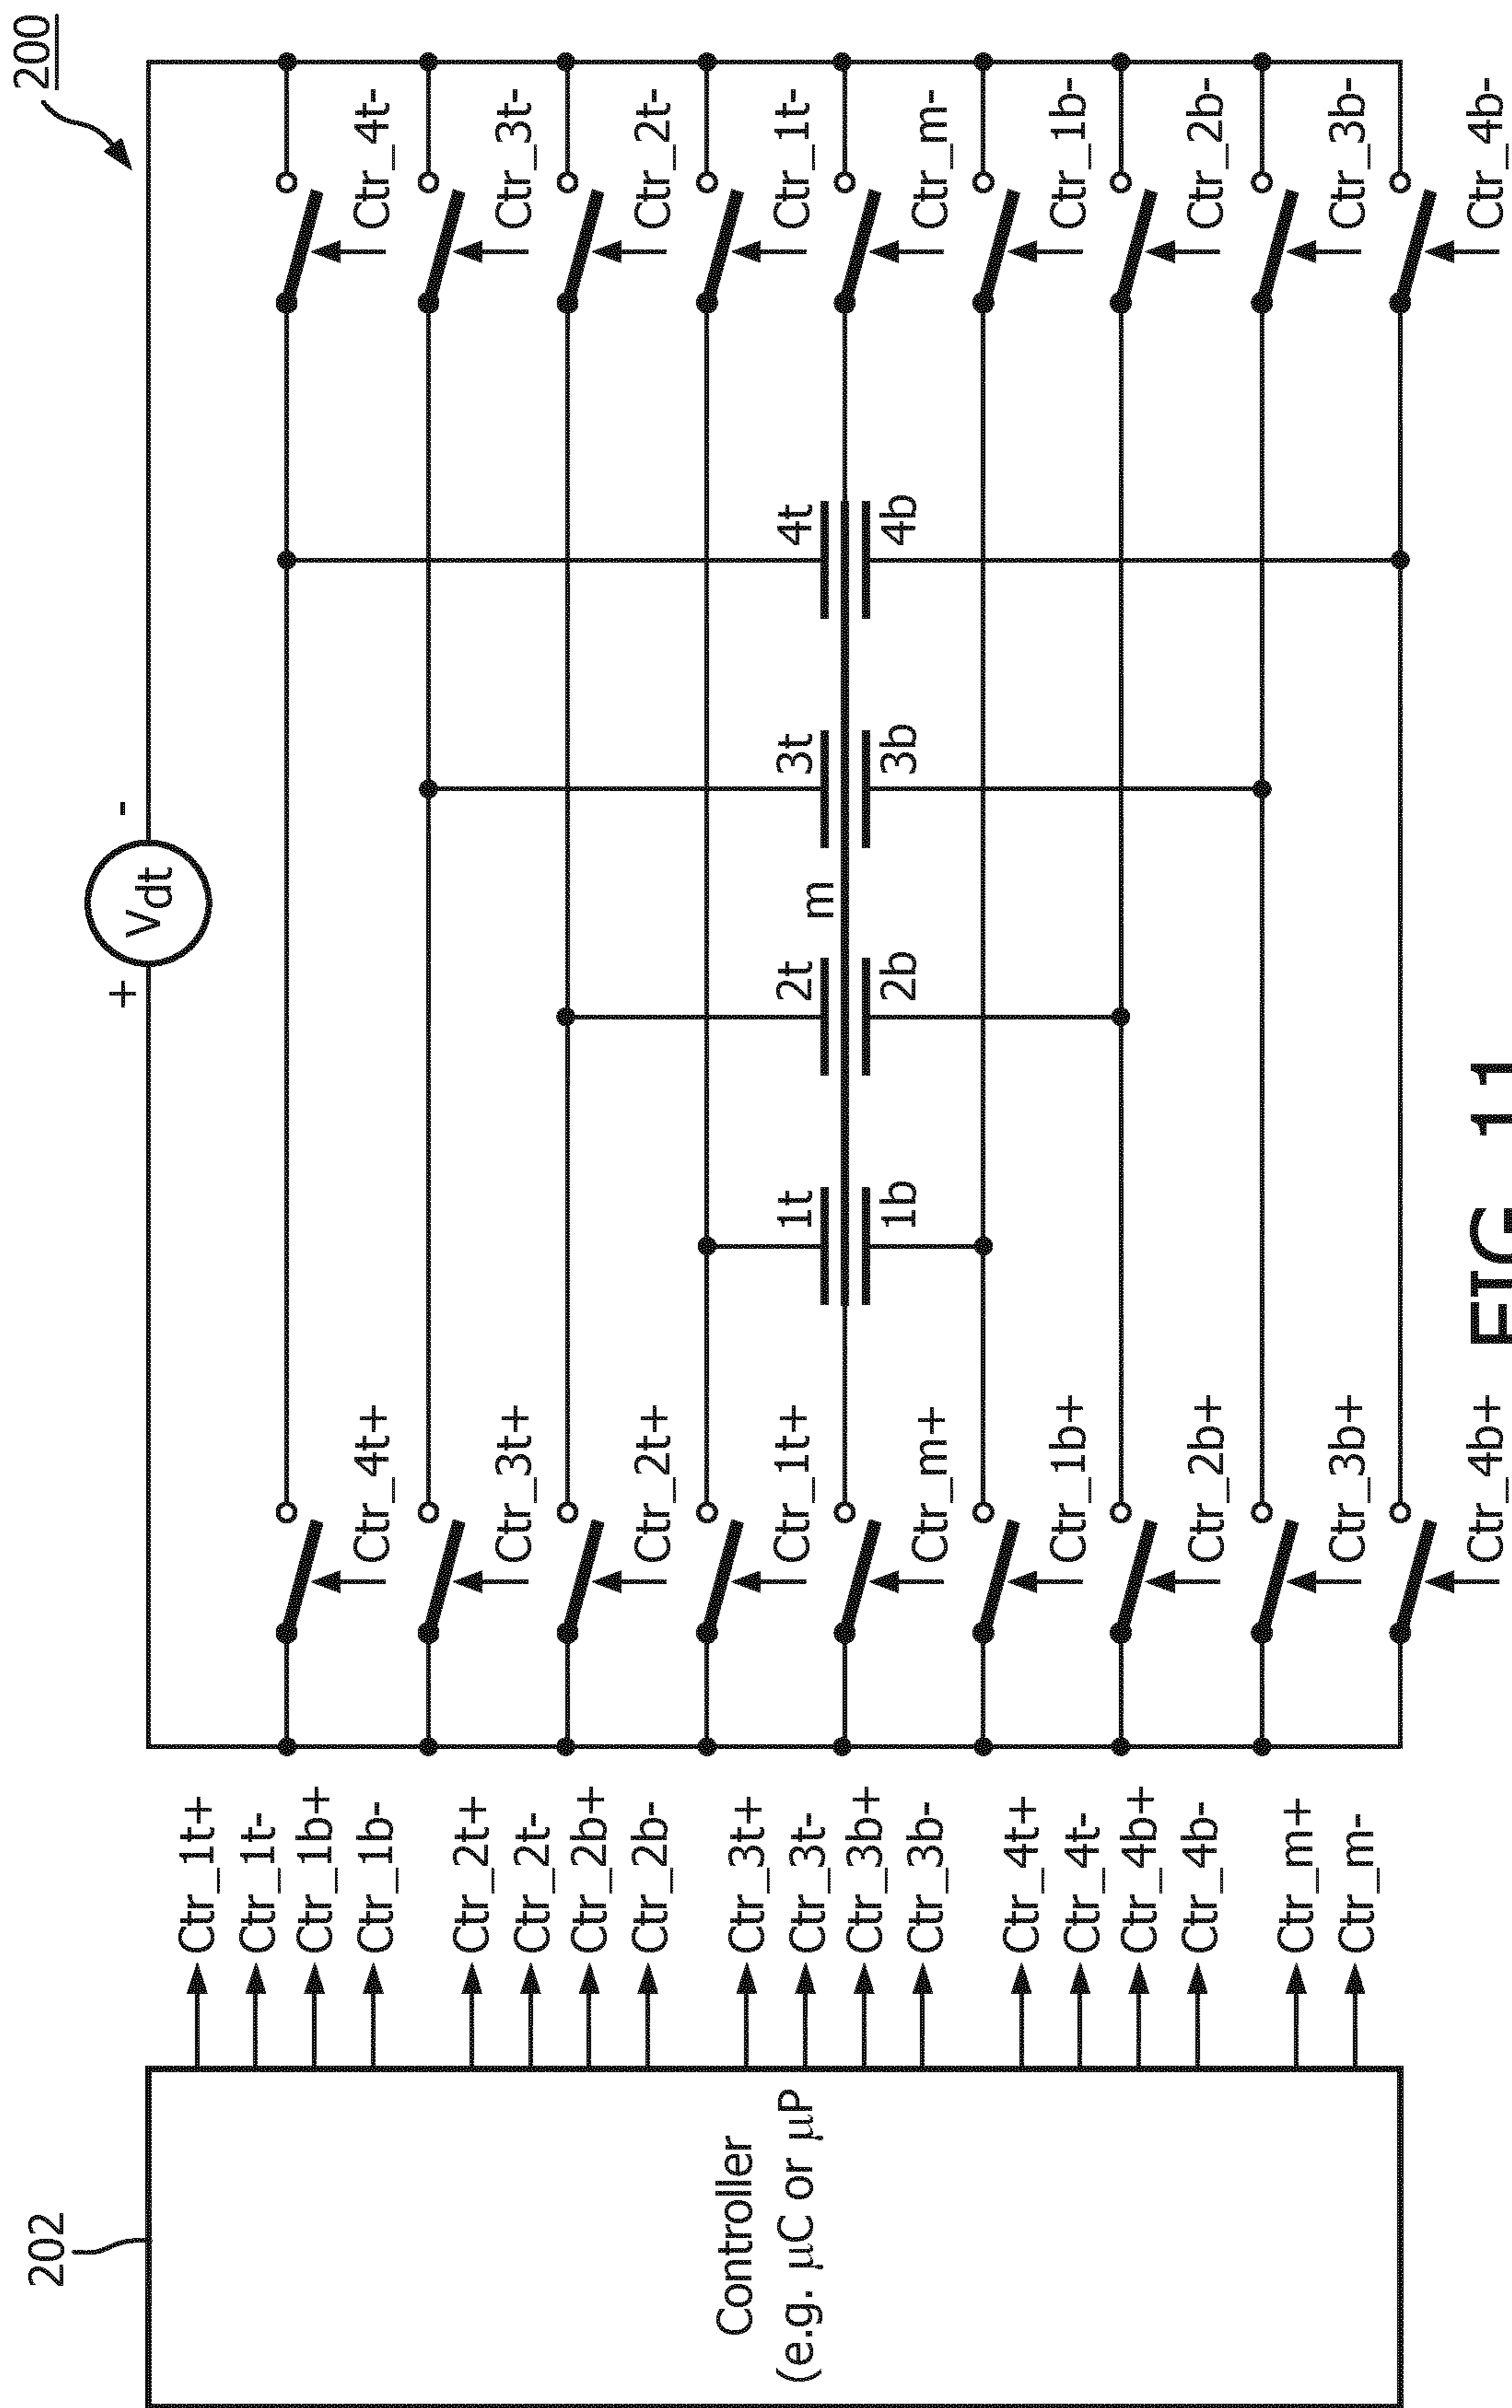 200
+
Vdt
-
Ctr_4t+
Ctr_4t-
Ctr_3t+
Ctr_3t-
Ctr_2t+
Ctr_2t-
Ctr_1t+
Ctr_1t-
1t
2t
m
3t
4t
1b
2b
3b
4b
Ctr_m+
Ctr_m-
Ctr_1b+
Ctr_1b-
Ctr_2b+
Ctr_2b-
Ctr_3b+
Ctr_3b-
Ctr_4b+
Ctr_4b-
202
Controller
(e.g. µC or µP
Ctr_1t+
Ctr_1t-
Ctr_1b+
Ctr_1b-
Ctr_2t+
Ctr_2t-
Ctr_2b+
Ctr_2b-
Ctr_3t+
Ctr_3t-
Ctr_3b+
Ctr_3b-
Ctr_4t+
Ctr_4t-
Ctr_4b+
Ctr_4b-
Ctr_m+
Ctr_m-
FIG. 11